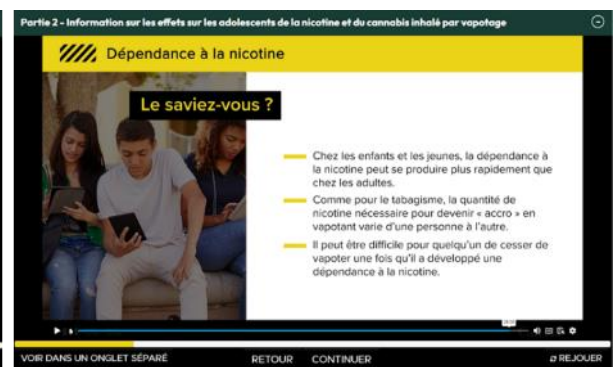 Partie 2 - Information sur les effets sur les adolescents de la nicotine et du cannabis inhalé par vapotage
Dépendance à la nicotine
Le saviez-vous ?
Chez les enfants et les jeunes, la dépendance à
la nicotine peut se produire plus rapidement que
chez les adultes.
Comme pour le tabagisme, la quantité de
nicotine nécessaire pour devenir « accro » en
vapotant varie d'une personne à l'autre.
Il peut être difficile pour quelqu'un de cesser de
vapoter une fois qu'il a développé une
dépendance à la nicotine.
VOIR DANS UN ONGLET SÉPARÉ
RETOUR CONTINUER
REJOUER